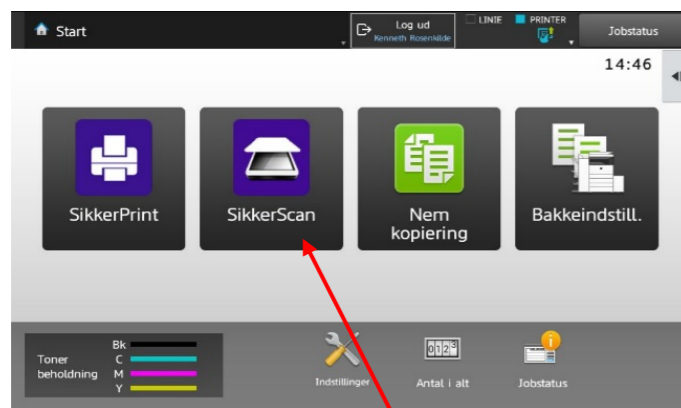 Start
Log ud
Kenneth Rosenkilde
LINIE
PRINTER
Jobstatus
14:46
SikkerPrint
SikkerScan
Nem
kopiering
Bakkeindstill.
Toner
beholdning
Bk
C
M
Y
Indstillinger
0123
Antal i alt
Jobstatus